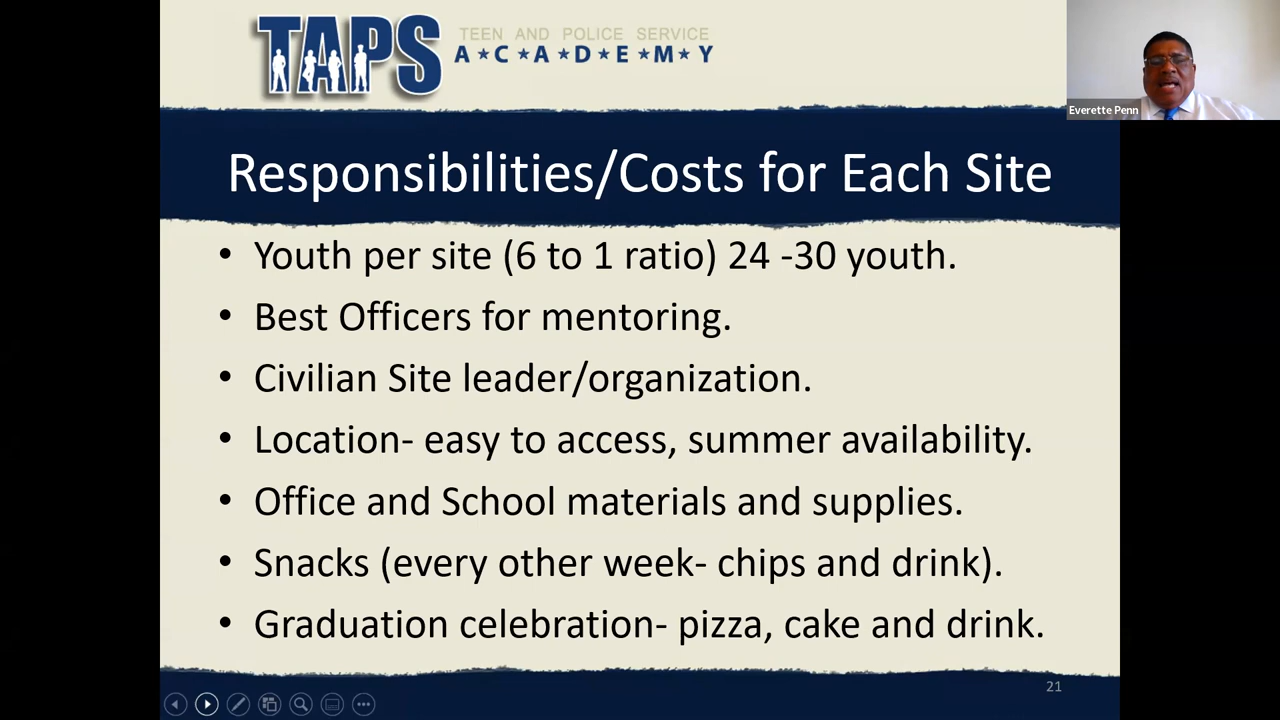 TAPS
TEEN AND POLICE SERVICE
A★C★A★D★E★M★Y
Everette Penn
Responsibilities/Costs for Each Site
• Youth per site (6 to 1 ratio) 24 -30 youth.
• Best Officers for mentoring.
• Civilian Site leader/organization.
• Location- easy to access, summer availability.
• Office and School materials and supplies.
• Snacks (every other week- chips and drink).
• Graduation celebration- pizza, cake and drink.
21